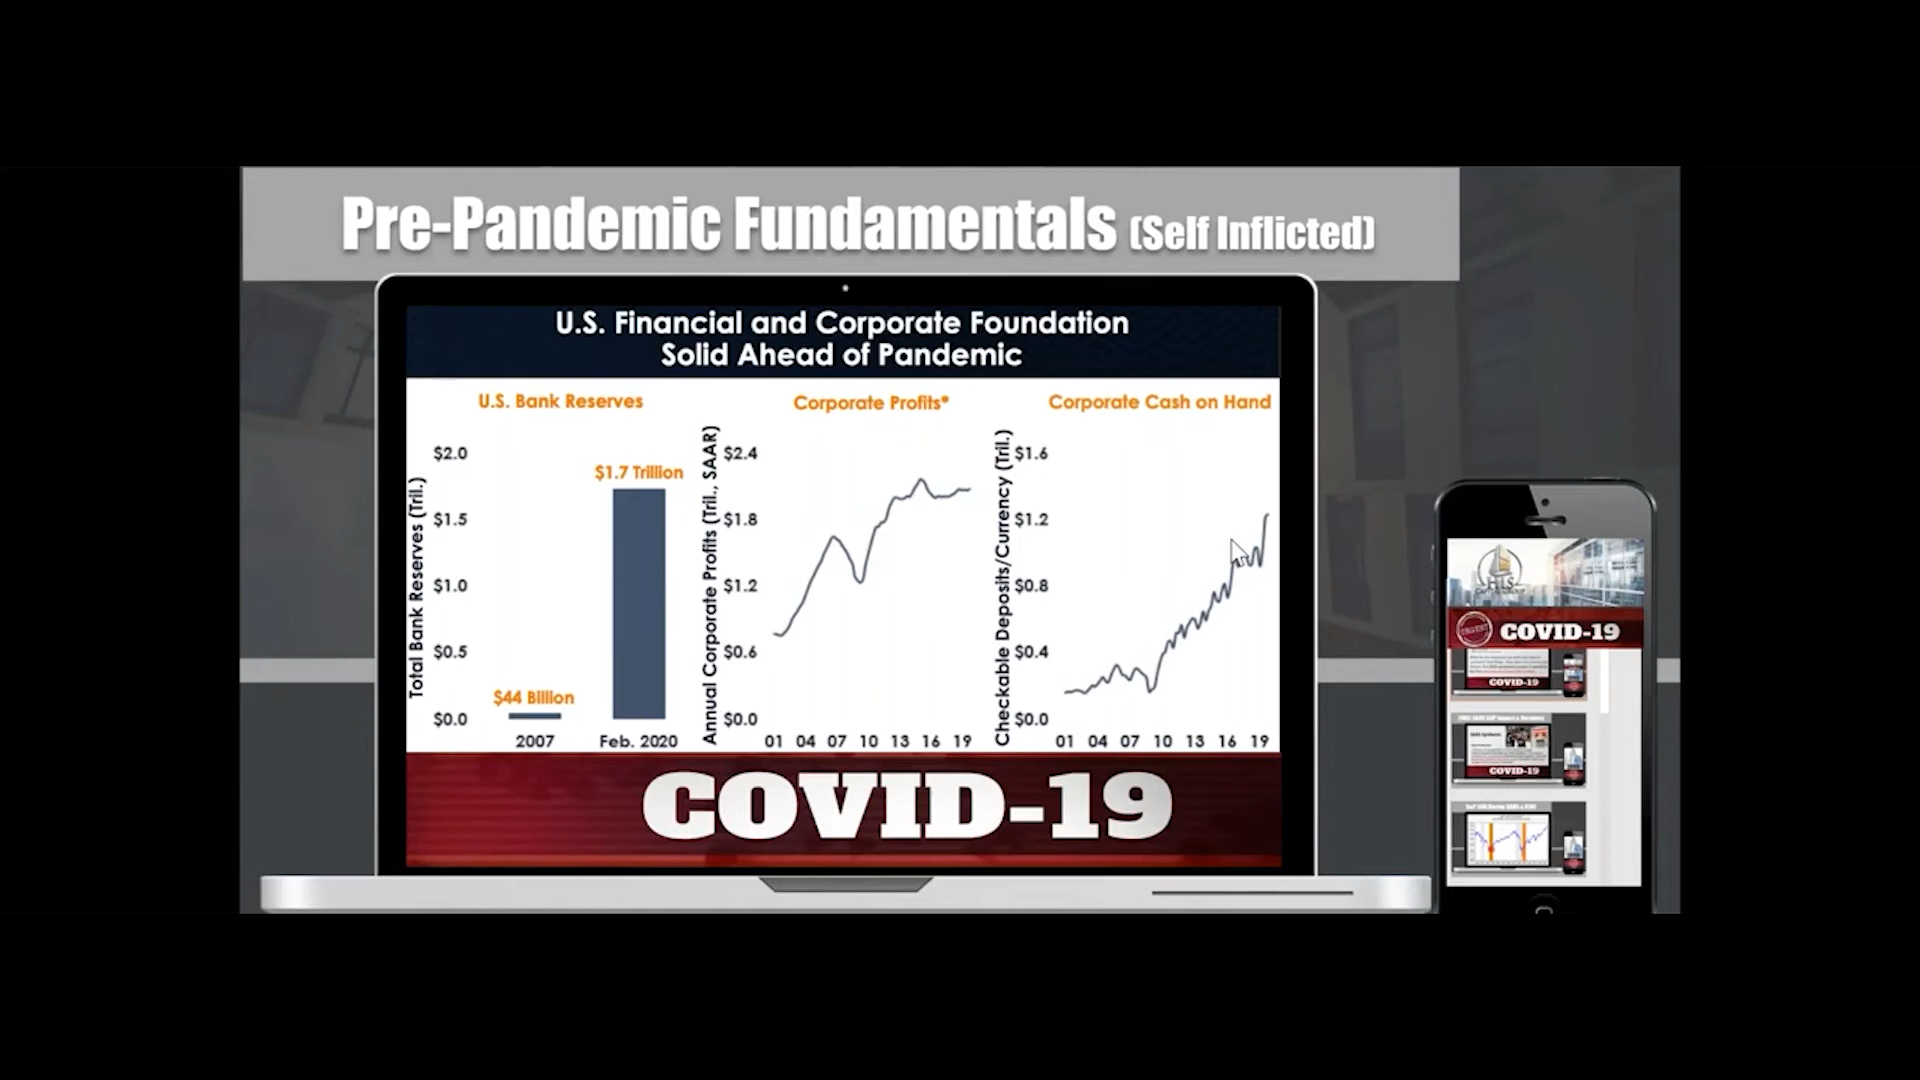 Pre-Pandemic Fundamentals (Self Inflicted)
U.S. Financial and Corporate Foundation
Solid Ahead of Pandemic
U.S. Bank Reserves
Total Bank Reserves (Tril.)
$2.0
$1.5
$1.0
$0.5
$0.0
$44 Billion
$1.7 Trillion
2007 Feb. 2020
Corporate Profits*
Annual Corporate Profits (Tril., SAAR)
$2.4
$1.8
$1.2
$0.6
$0.0
01 04 07 10 13 16 19
Corporate Cash on Hand
Checkable Deposits/Currency (Tril.)
$1.6
$1.2
$0.8
$0.4
$0.0
01 04 07 10 13 16 19
COVID-19
COVID-19
COVID-19
COVID-19